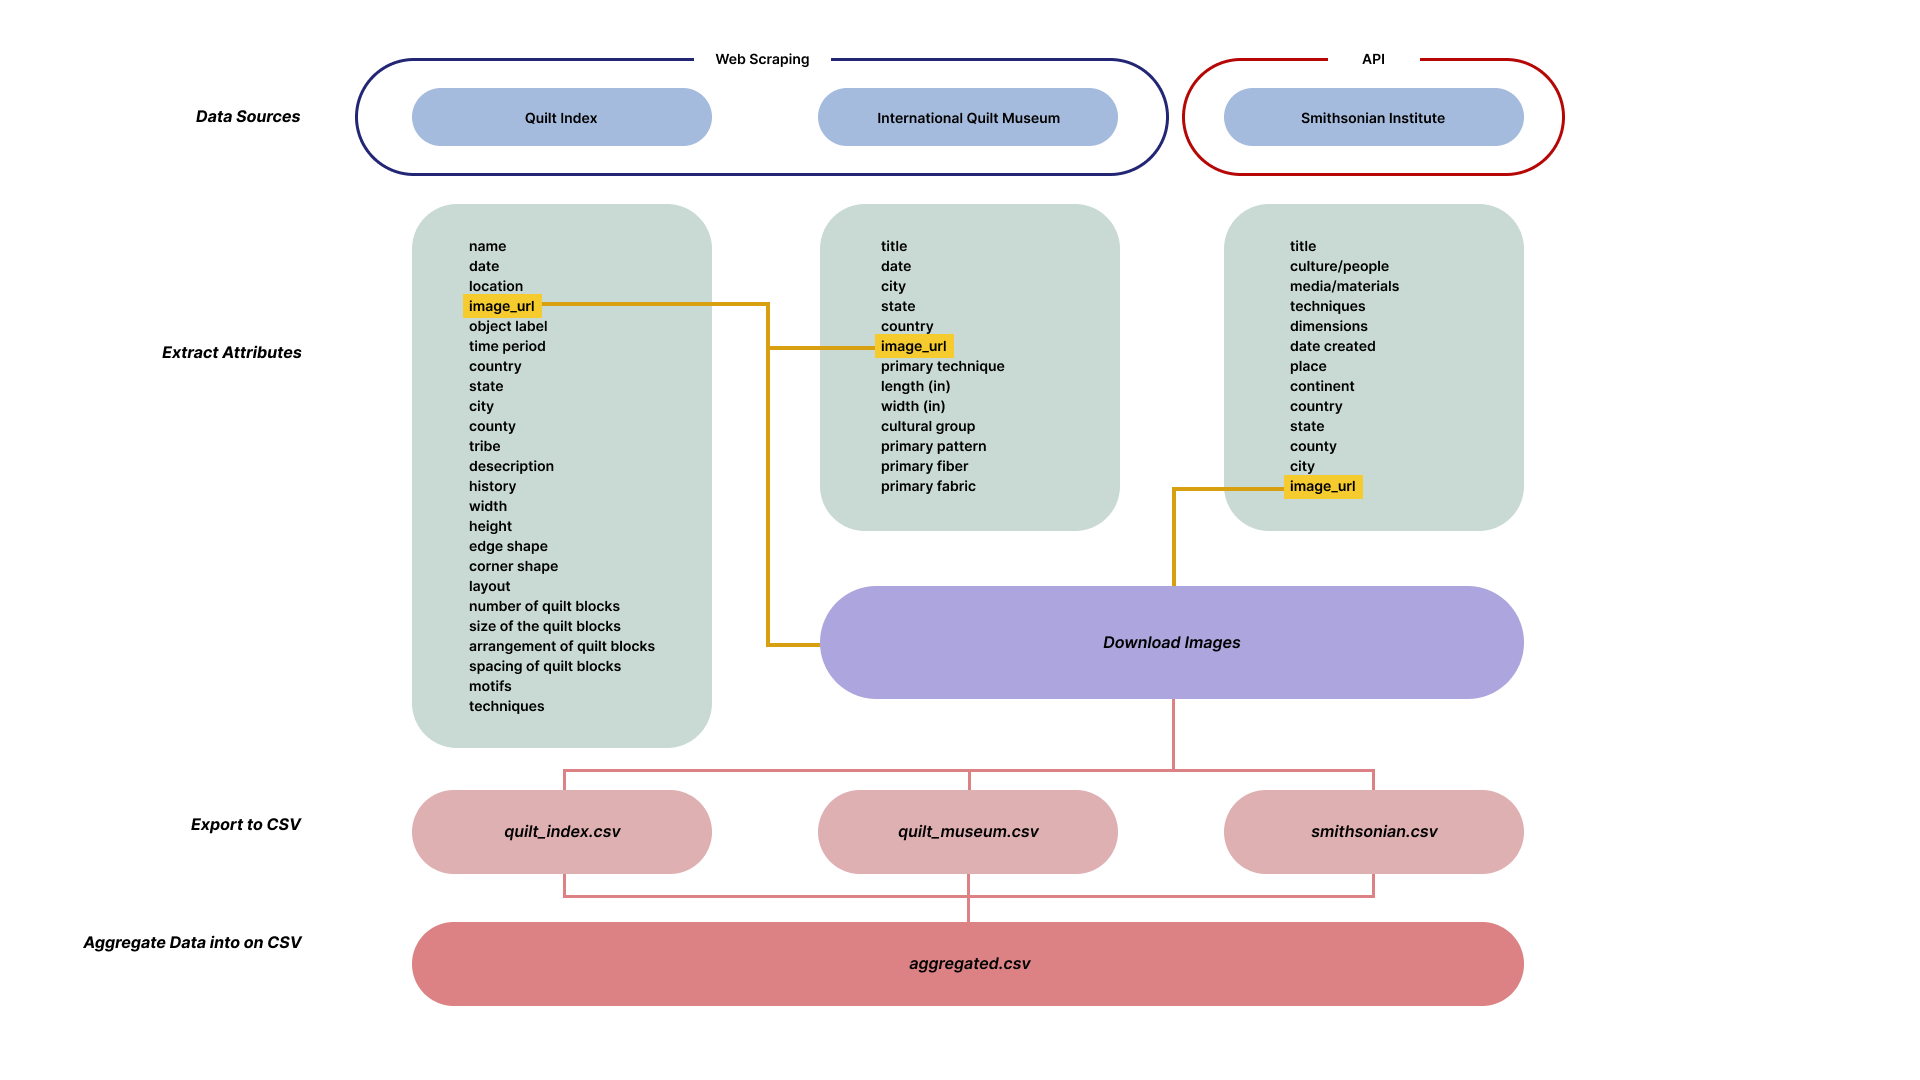 Web Scraping
API
Data Sources
Quilt Index
International Quilt Museum
Smithsonian Institute
Extract Attributes
name
date
location
image_url
object label
time period
country
state
city
county
tribe
desecription
history
width
height
edge shape
corner shape
layout
number of quilt blocks
size of the quilt blocks
arrangement of quilt blocks
spacing of quilt blocks
motifs
techniques
title
date
city
state
country
image_url
primary technique
length (in)
width (in)
cultural group
primary pattern
primary fiber
primary fabric
title
culture/people
media/materials
techniques
dimensions
date created
place
continent
country
state
county
city
image_url
Download Images
Export to CSV
quilt_index.csv
quilt_museum.csv
smithsonian.csv
Aggregate Data into on CSV
aggregated.csv